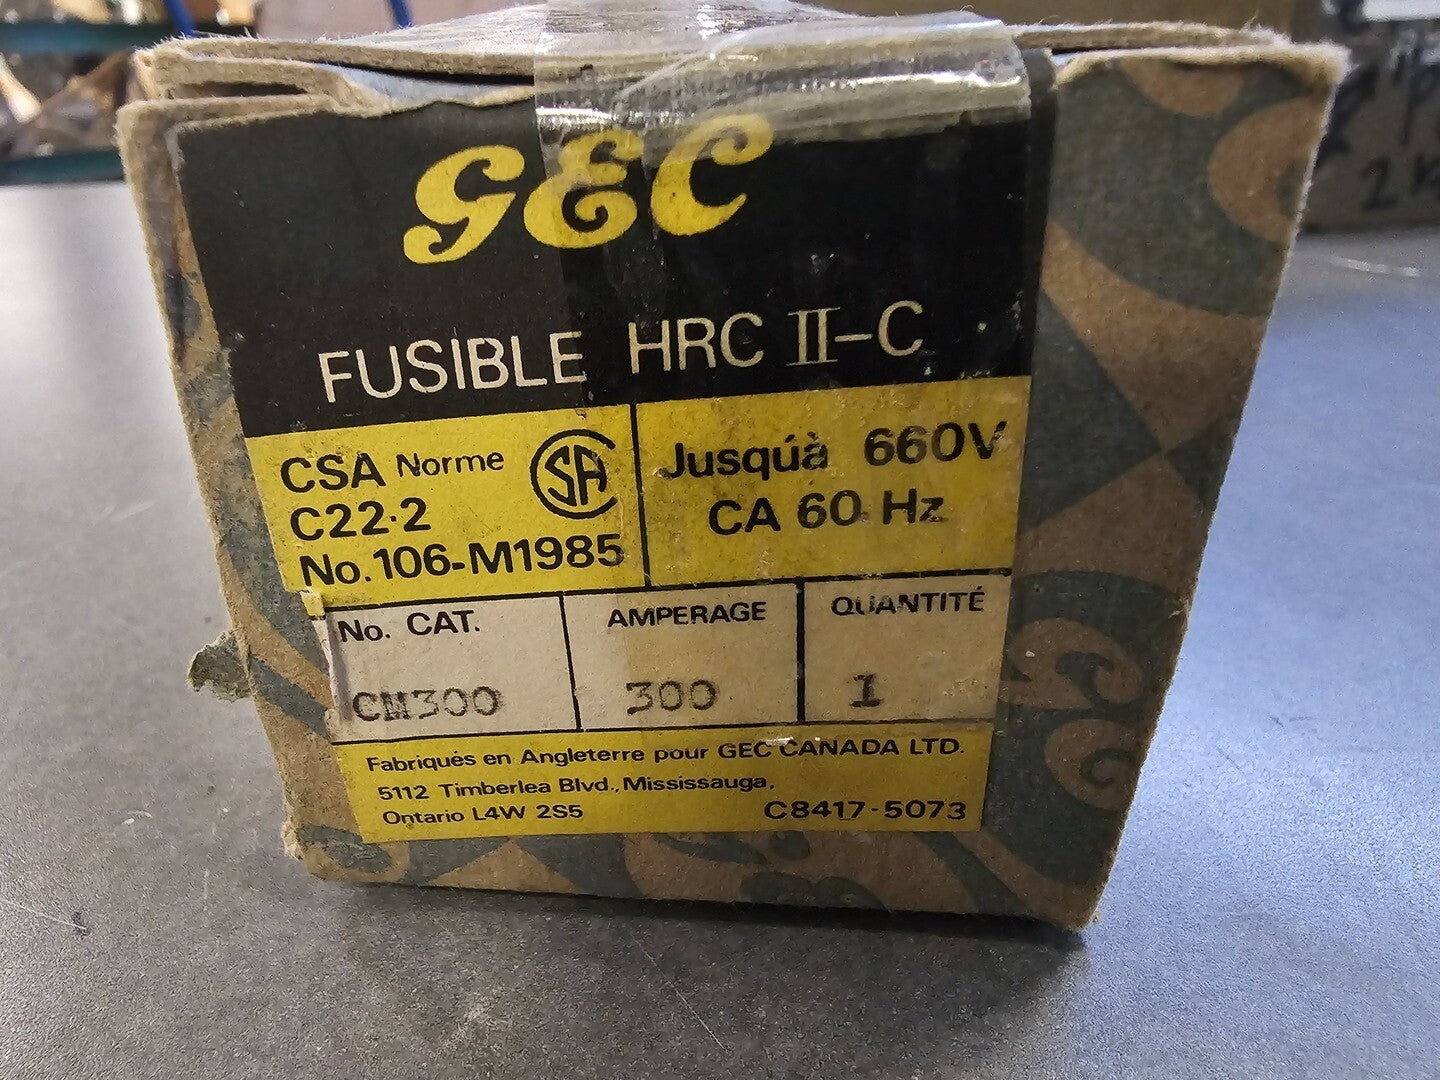 GEC
FUSIBLE HRC II-C
CSA Norme
C22·2
No. 106-M1985
CSA
Jusqúà 660V
CA 60 Hz
No. CAT.
CM300
AMPERAGE
300
QUANTITÉ
1
Fabriqués en Angleterre pour GEC CANADA LTD.
5112 Timberlea Blvd., Mississauga,
Ontario L4W 2S5
C8417-5073